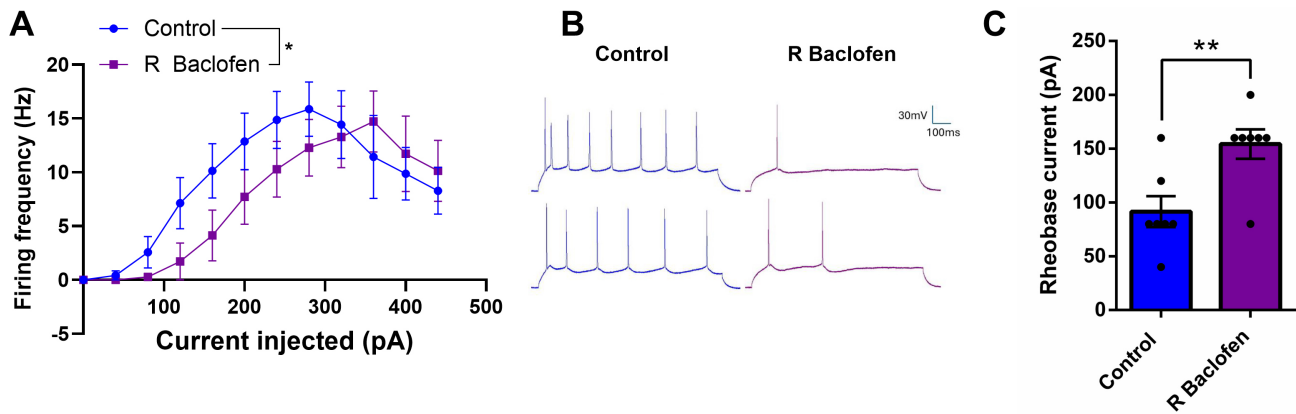 A
Control
R Baclofen
*
Firing frequency (Hz)
20
15
10
5
0
-5
100
200
300
400
500
Current injected (pA)
B
Control
R Baclofen
30mV
100ms
C
**
Rheobase current (pA)
250
200
150
100
50
0
Control
R Baclofen